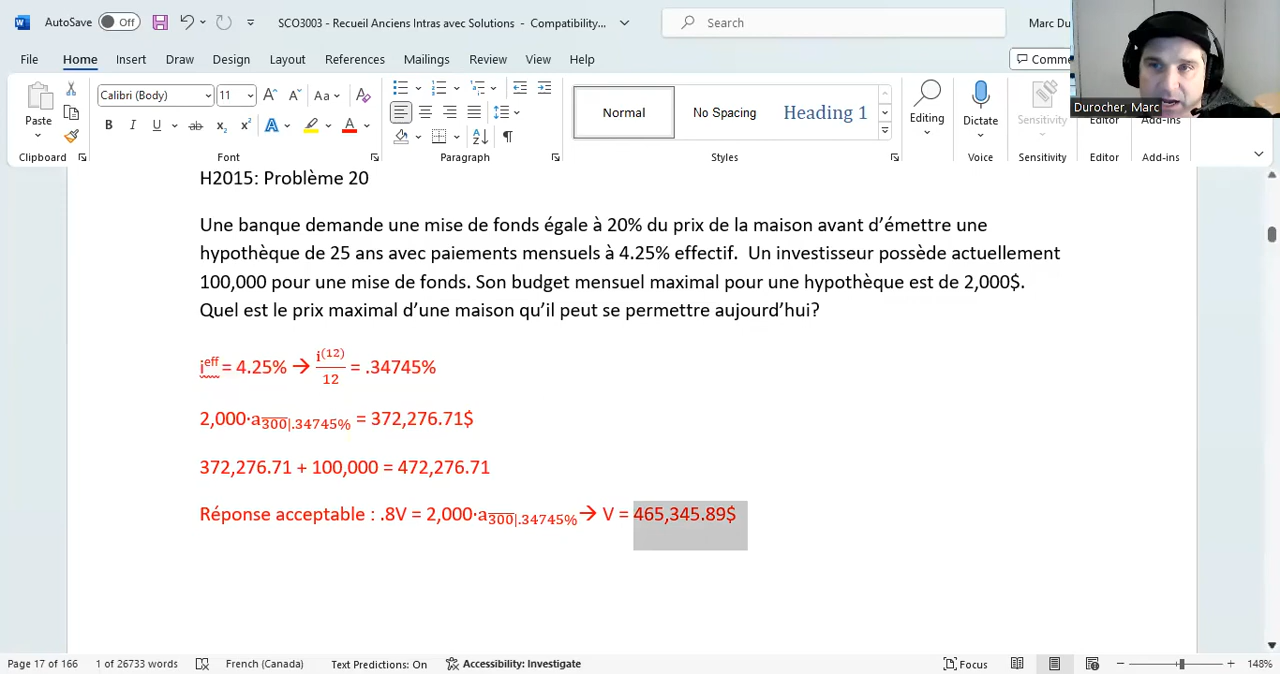 AutoSave Off SCO3003 - Recueil Anciens Intras avec Solutions - Compatibility... Search Marc Du
File Home Insert Draw Design Layout References Review View Mailings Help Comme
Durocher, Marc
Paste Calibri (Body) 11 Aa Normal No Spacing Heading 1 Editing Dictate Sensitivity Editor Add-ins
Clipboard Font Paragraph Styles Voice Sensitivity Editor Add-ins
H2015: Problème 20
Une banque demande une mise de fonds égale à 20% du prix de la maison avant d’émettre une
hypothèque de 25 ans avec paiements mensuels à 4.25% effectif. Un investisseur possède actuellement
100,000 pour une mise de fonds. Son budget mensuel maximal pour une hypothèque est de 2,000$.
Quel est le prix maximal d’une maison qu’il peut se permettre aujourd’hui?
i^eff = 4.25% → i^(12)/12 = .34745%
2,000·a_300|.34745% = 372,276.71$
372,276.71 + 100,000 = 472,276.71
Réponse acceptable : .8V = 2,000·a_300|.34745% → V = 465,345.89$
Page 17 of 166 1 of 26733 words French (Canada) Text Predictions: On Accessibility: Investigate Focus 148%